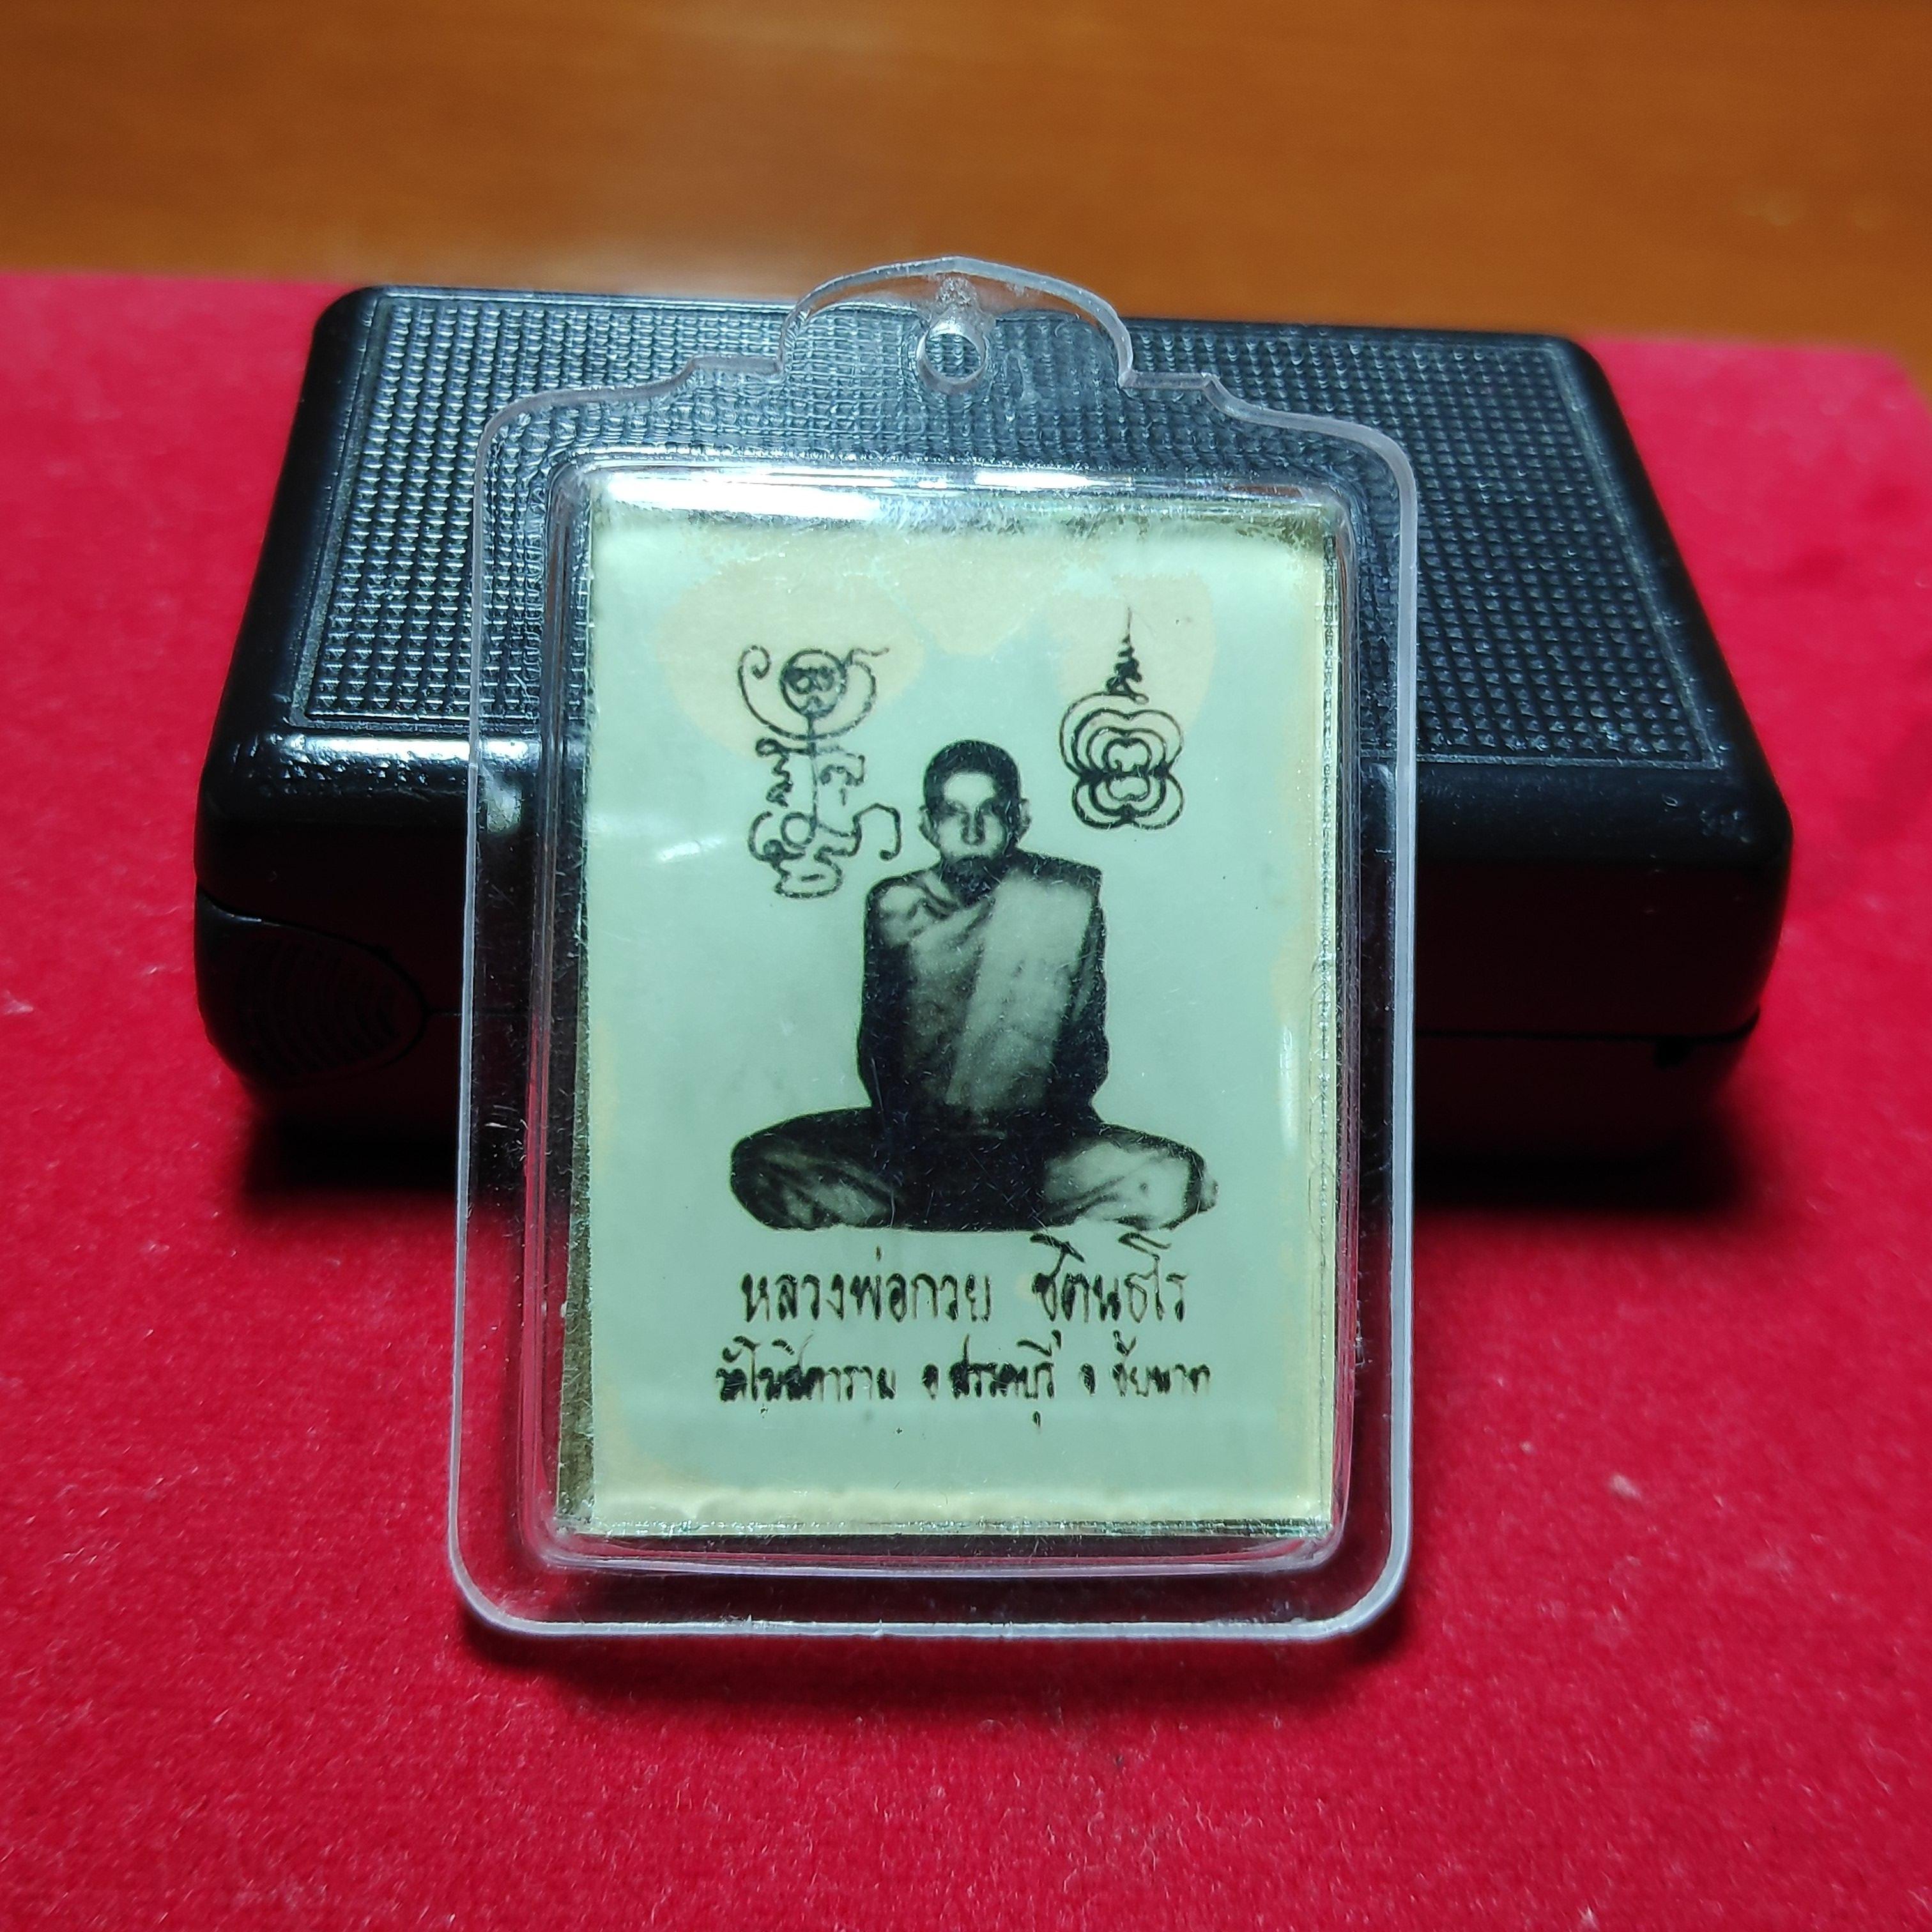 หลวงพ่อกวย ชุตินฺธโร
วัดโฆสิตาราม อ สรรคบุรี จ ชัยนาท